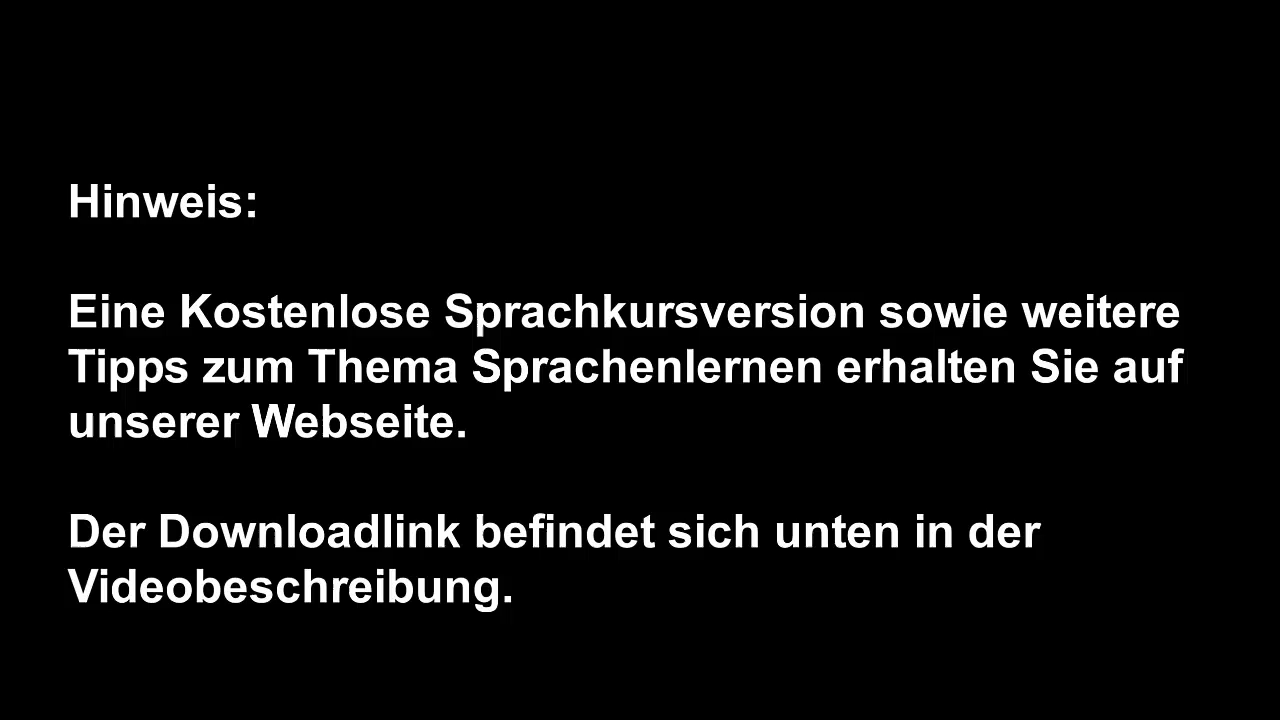 Hinweis:
Eine Kostenlose Sprachkursversion sowie weitere
Tipps zum Thema Sprachenlernen erhalten Sie auf
unserer Webseite.
Der Downloadlink befindet sich unten in der
Videobeschreibung.